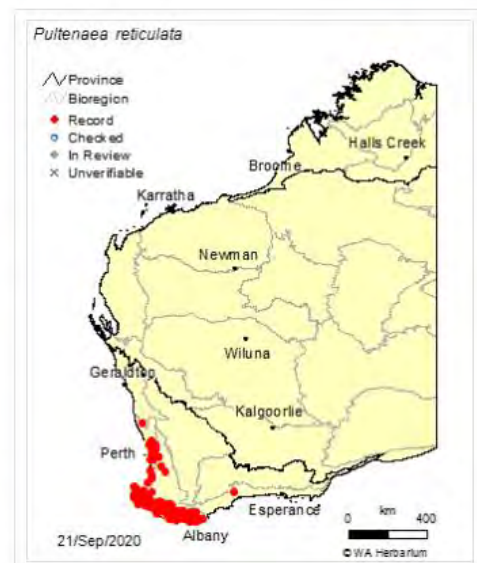 Pultenaea reticulata
Province
Bioregion
Record
Checked
In Review
Unverifiable
Halls Creek
Broome
Karratha
Newman
Wiluna
Geraldton
Kalgoorlie
Perth
Esperance
Albany
km
0 400
21/Sep/2020
© WA Herbarium